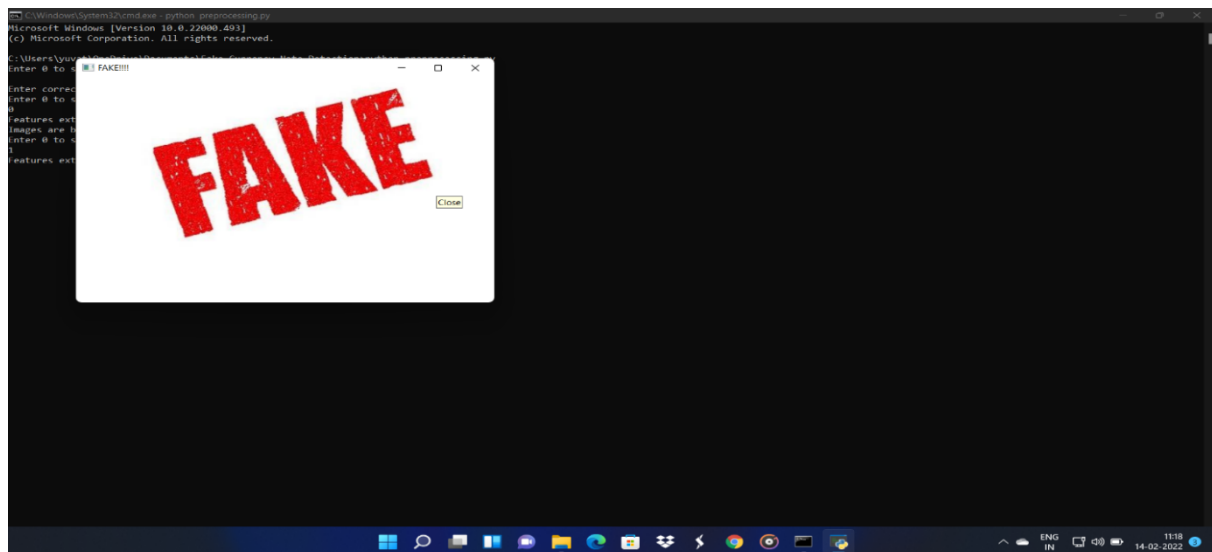 C:\Windows\System32\cmd.exe - python preprocessing.py
Microsoft Windows [Version 10.0.22000.493]
(c) Microsoft Corporation. All rights reserved.
Enter 0 to s
Enter correc
Enter 0 to s
0
Features ext
Images are b
Enter 0 to s
1
Features ext
FAKE!!!!
FAKE
Close
ENG
IN
11:18
14-02-2022
3